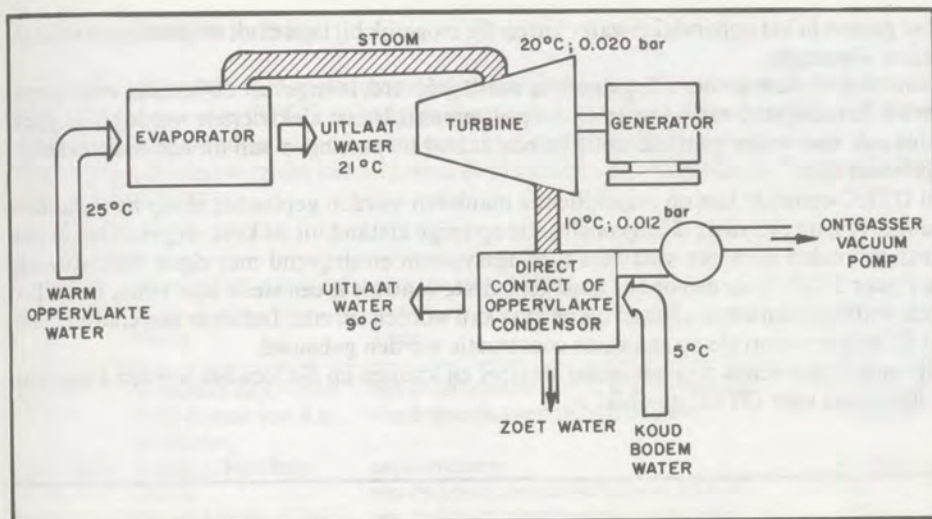 STOOM
20°C; 0.020 bar
EVAPORATOR
UITLAAT
WATER
21°C
TURBINE
GENERATOR
25°C
WARM
OPPERVLAKTE
WATER
10°C, 0.012 bar
ONTGASSER
VACUUM
POMP
DIRECT
CONTACT OF
OPPERVLAKTE
CONDENSOR
UITLAAT
WATER
9°C
5°C
ZOET WATER
KOUD
BODEM
WATER